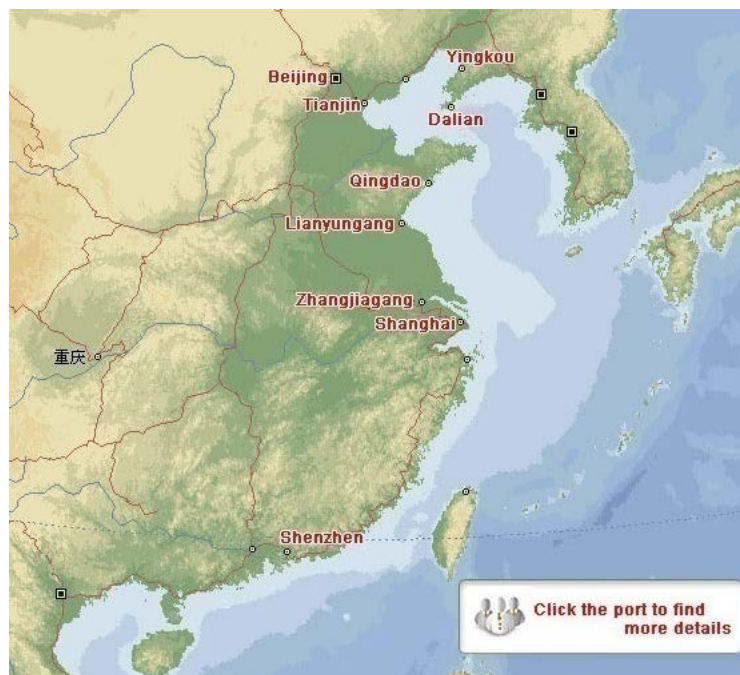 Yingkou
Beijing
Tianjin
Dalian
Qingdao
Lianyungang
Zhangjiagang
Shanghai
重庆
Shenzhen
Click the port to find
more details